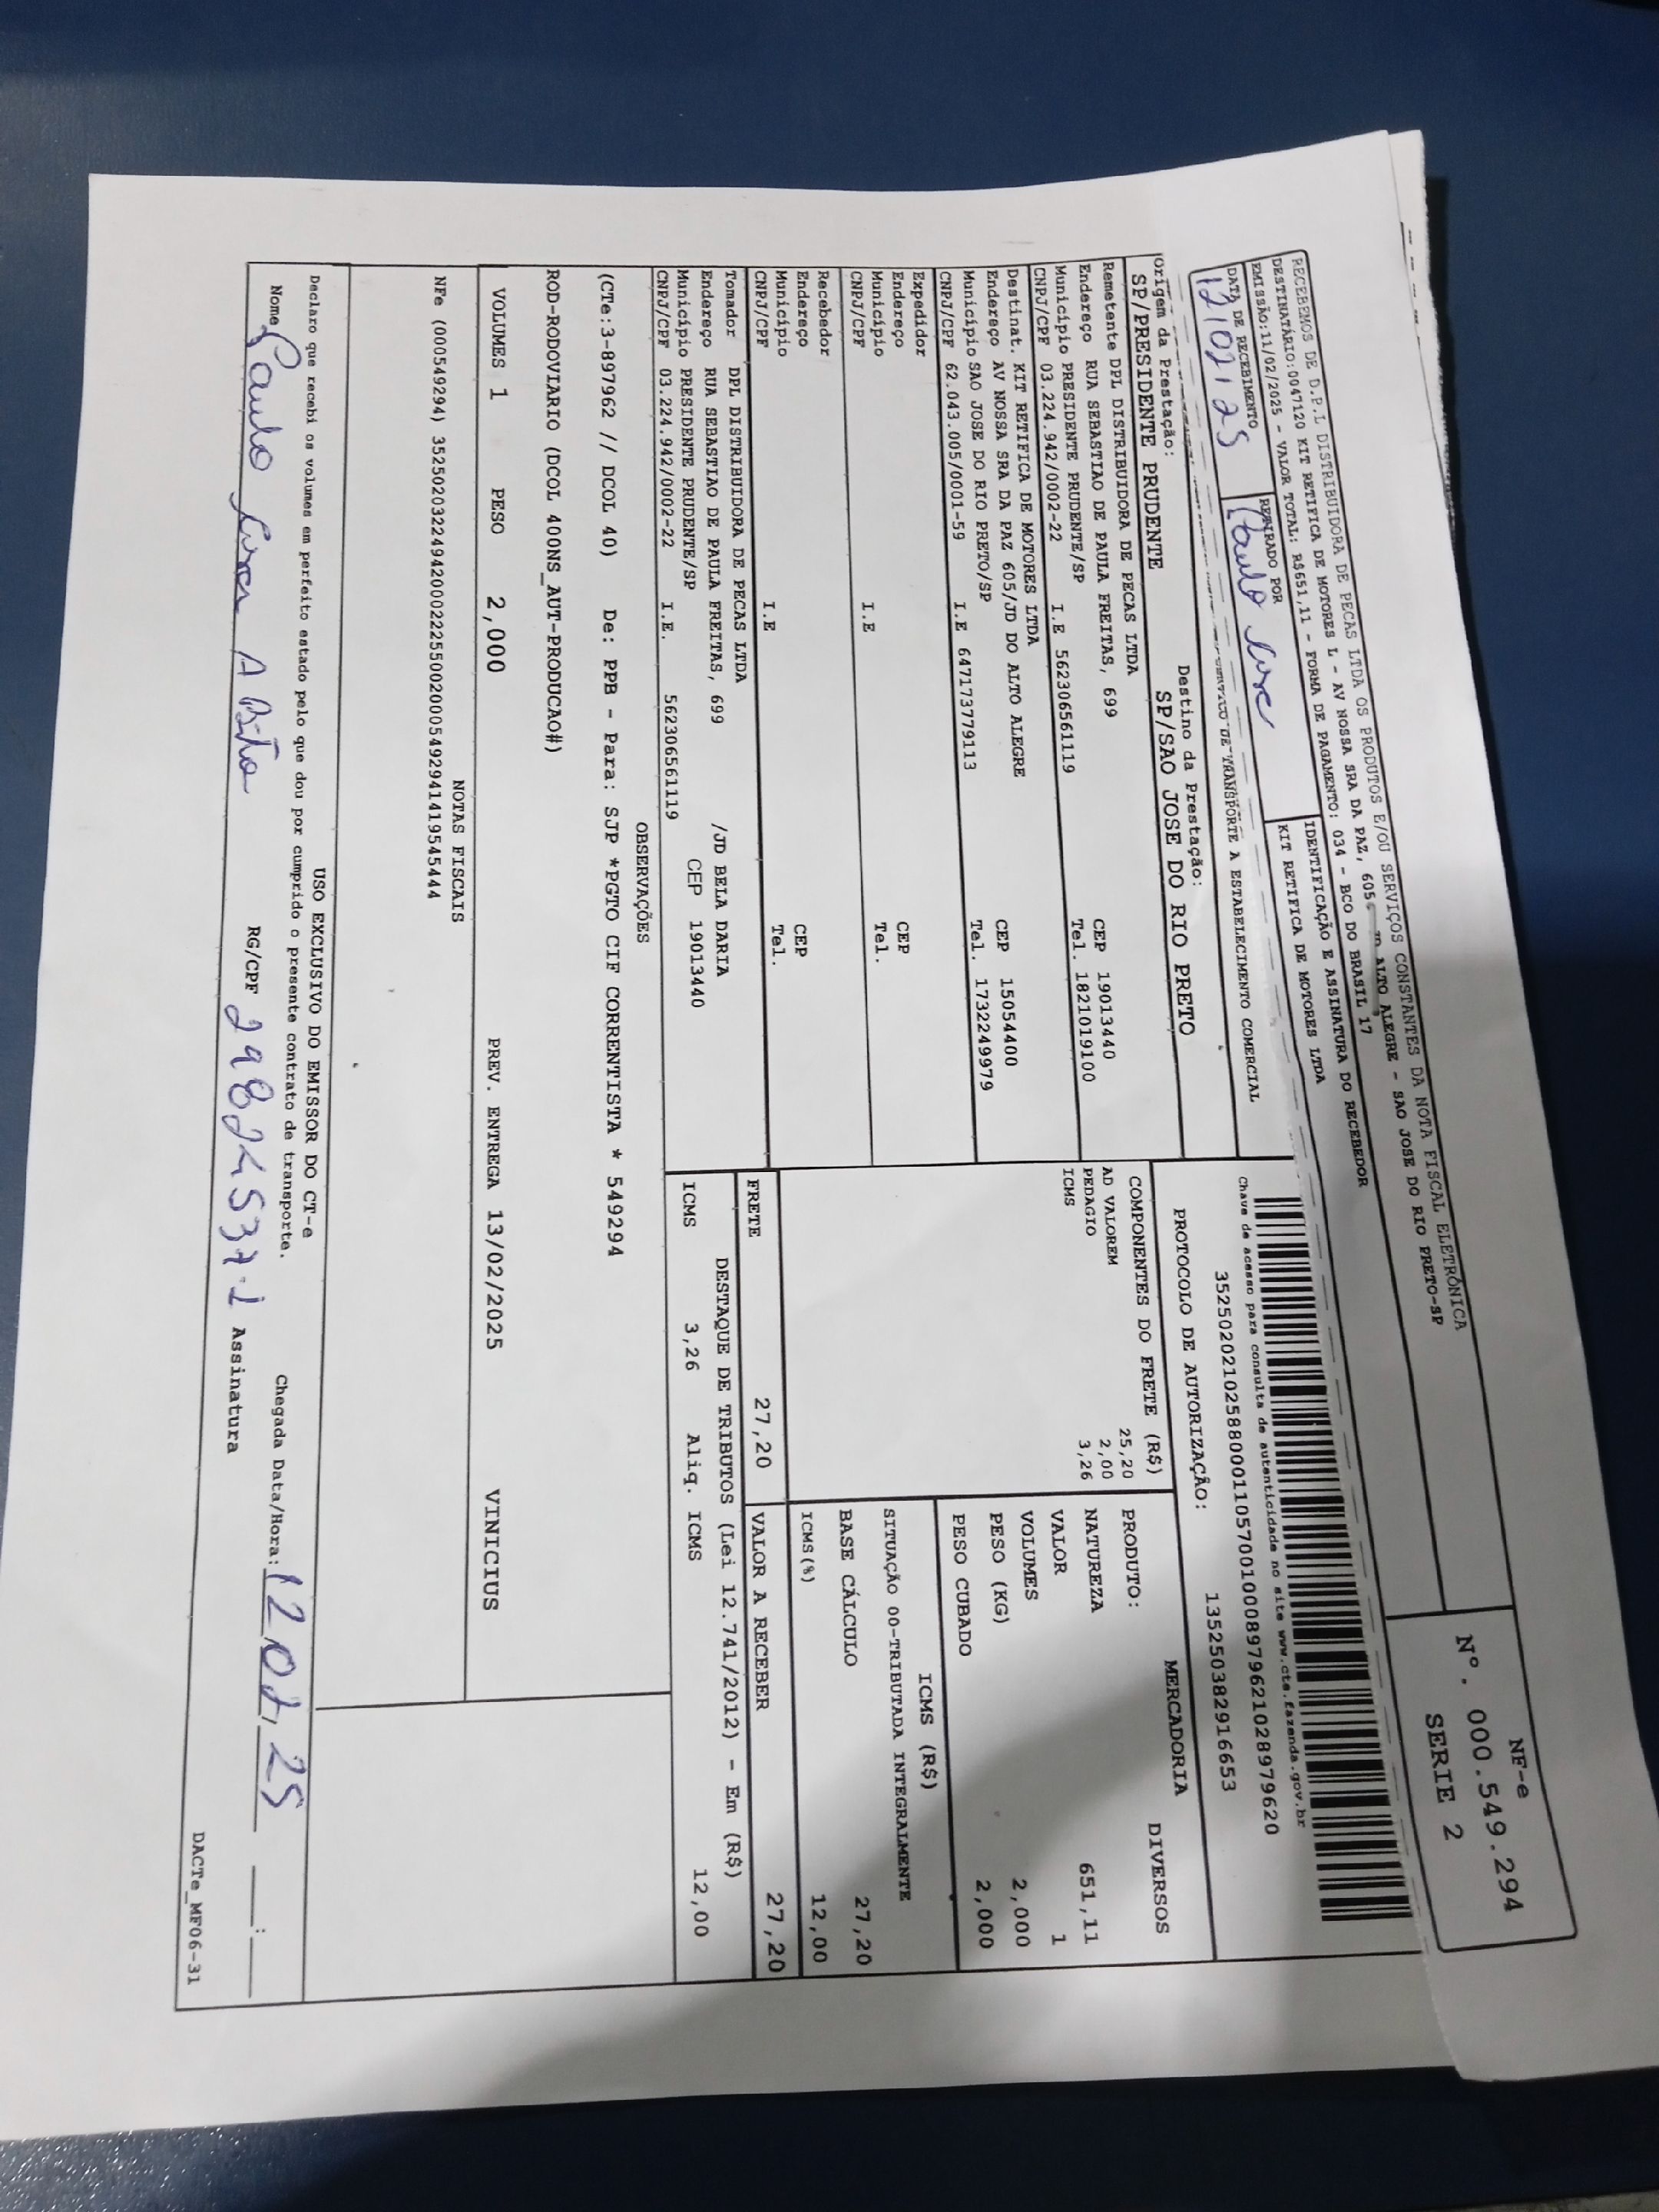 RECEBEMOS DE D.P.L DISTRIBUIDORA DE PECAS LTDA OS PRODUTOS E/OU SERVIÇOS CONSTANTES DA NOTA FISCAL ELETRÔNICA
DESTINATÁRIO:0047120 KIT RETIFICA DE MOTORES L - AV NOSSA SRA DA PAZ, 605 JD ALTO ALEGRE - SAO JOSE DO RIO PRETO-SP
EMISSÃO:11/02/2025 - VALOR TOTAL: R$651,11 - FORMA DE PAGAMENTO: 034 - BCO DO BRASIL 17
DATA DE RECEBIMENTO
12/02/25
RETIRADO POR
Paulo
IDENTIFICAÇÃO E ASSINATURA DO RECEBEDOR
KIT RETIFICA DE MOTORES LTDA
NF-e
Nº. 000.549.294
SERIE 2
DE TRANSPORTE A ESTABELECIMENTO COMERCIAL
Chave de acesso para consulta de autenticidade no site www.cte.fazenda.gov.br
35250202102588000110570010008979621028979620
PROTOCOLO DE AUTORIZAÇÃO: 135250382916653
Origem da Prestação:
SP/PRESIDENTE PRUDENTE
Destino da Prestação:
SP/SAO JOSE DO RIO PRETO
Remetente DPL DISTRIBUIDORA DE PECAS LTDA
Endereço RUA SEBASTIAO DE PAULA FREITAS, 699 CEP 19013440
Município PRESIDENTE PRUDENTE/SP Tel. 1821019100
CNPJ/CPF 03.224.942/0002-22 I.E 562306561119
Destinat. KIT RETIFICA DE MOTORES LTDA
Endereço AV NOSSA SRA DA PAZ 605/JD DO ALTO ALEGRE CEP 15054400
Município SAO JOSE DO RIO PRETO/SP Tel. 1732249979
CNPJ/CPF 62.043.005/0001-59 I.E 647173779113
Expedidor
Endereço CEP
Município Tel.
CNPJ/CPF I.E
Recebedor
Endereço CEP
Município Tel.
CNPJ/CPF I.E
Tomador DPL DISTRIBUIDORA DE PECAS LTDA
Endereço RUA SEBASTIAO DE PAULA FREITAS, 699 /JD BELA DARIA
Município PRESIDENTE PRUDENTE/SP CEP 19013440
CNPJ/CPF 03.224.942/0002-22 I.E. 562306561119
COMPONENTES DO FRETE (R$)
AD VALOREM 25,20
PEDAGIO 2,00
ICMS 3,26
FRETE 27,20
MERCADORIA
PRODUTO: DIVERSOS
NATUREZA
VALOR 651,11
VOLUMES 1
PESO (KG) 2,000
PESO CUBADO 2,000
ICMS (R$)
SITUAÇÃO 00-TRIBUTADA INTEGRALMENTE
BASE CÁLCULO 27,20
ICMS(%) 12,00
VALOR A RECEBER 27,20
DESTAQUE DE TRIBUTOS (Lei 12.741/2012) - Em (R$)
ICMS 3,26 Aliq. ICMS 12,00
OBSERVAÇÕES
(CTe:3-897962 // DCOL 40) De: PPB - Para: SJP *PGTO CIF CORRENTISTA * 549294
ROD-RODOVIARIO (DCOL 400NS_AUT-PRODUCAO#)
VOLUMES 1 PESO 2,000 PREV. ENTREGA 13/02/2025 VINICIUS
NOTAS FISCAIS
NFe (000549294) 35250203224942000222550020005492941419545444
USO EXCLUSIVO DO EMISSOR DO CT-e
Declaro que recebi os volumes em perfeito estado pelo que dou por cumprido o presente contrato de transporte.
Chegada Data/Hora: 12,02,25 __:__
Nome Paulo
RG/CPF 29824537-1 Assinatura
DACTe_MF06-31